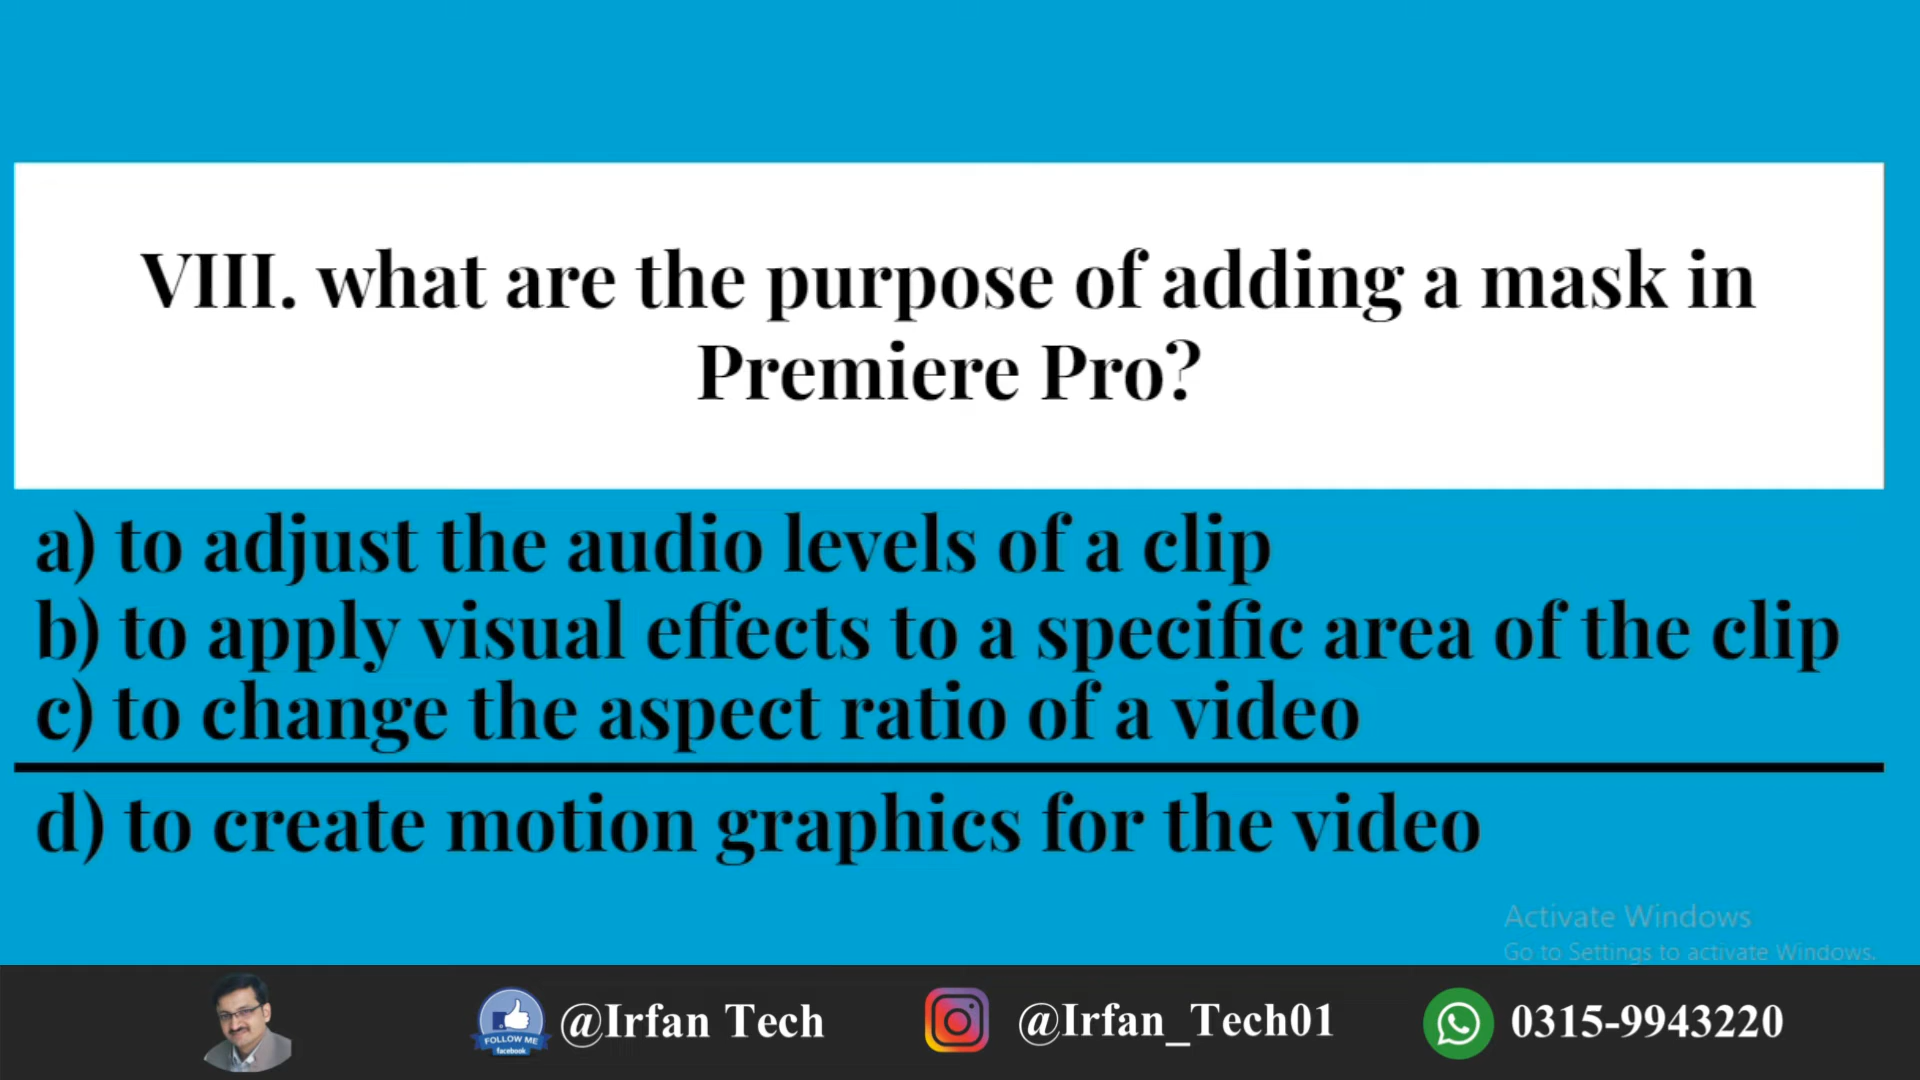 VIII. what are the purpose of adding a mask in
Premiere Pro?
a) to adjust the audio levels of a clip
b) to apply visual effects to a specific area of the clip
c) to change the aspect ratio of a video
d) to create motion graphics for the video
Activate Windows
Go to Settings to activate Windows.
FOLLOW ME
facebook
@Irfan Tech
@Irfan_Tech01
0315-9943220